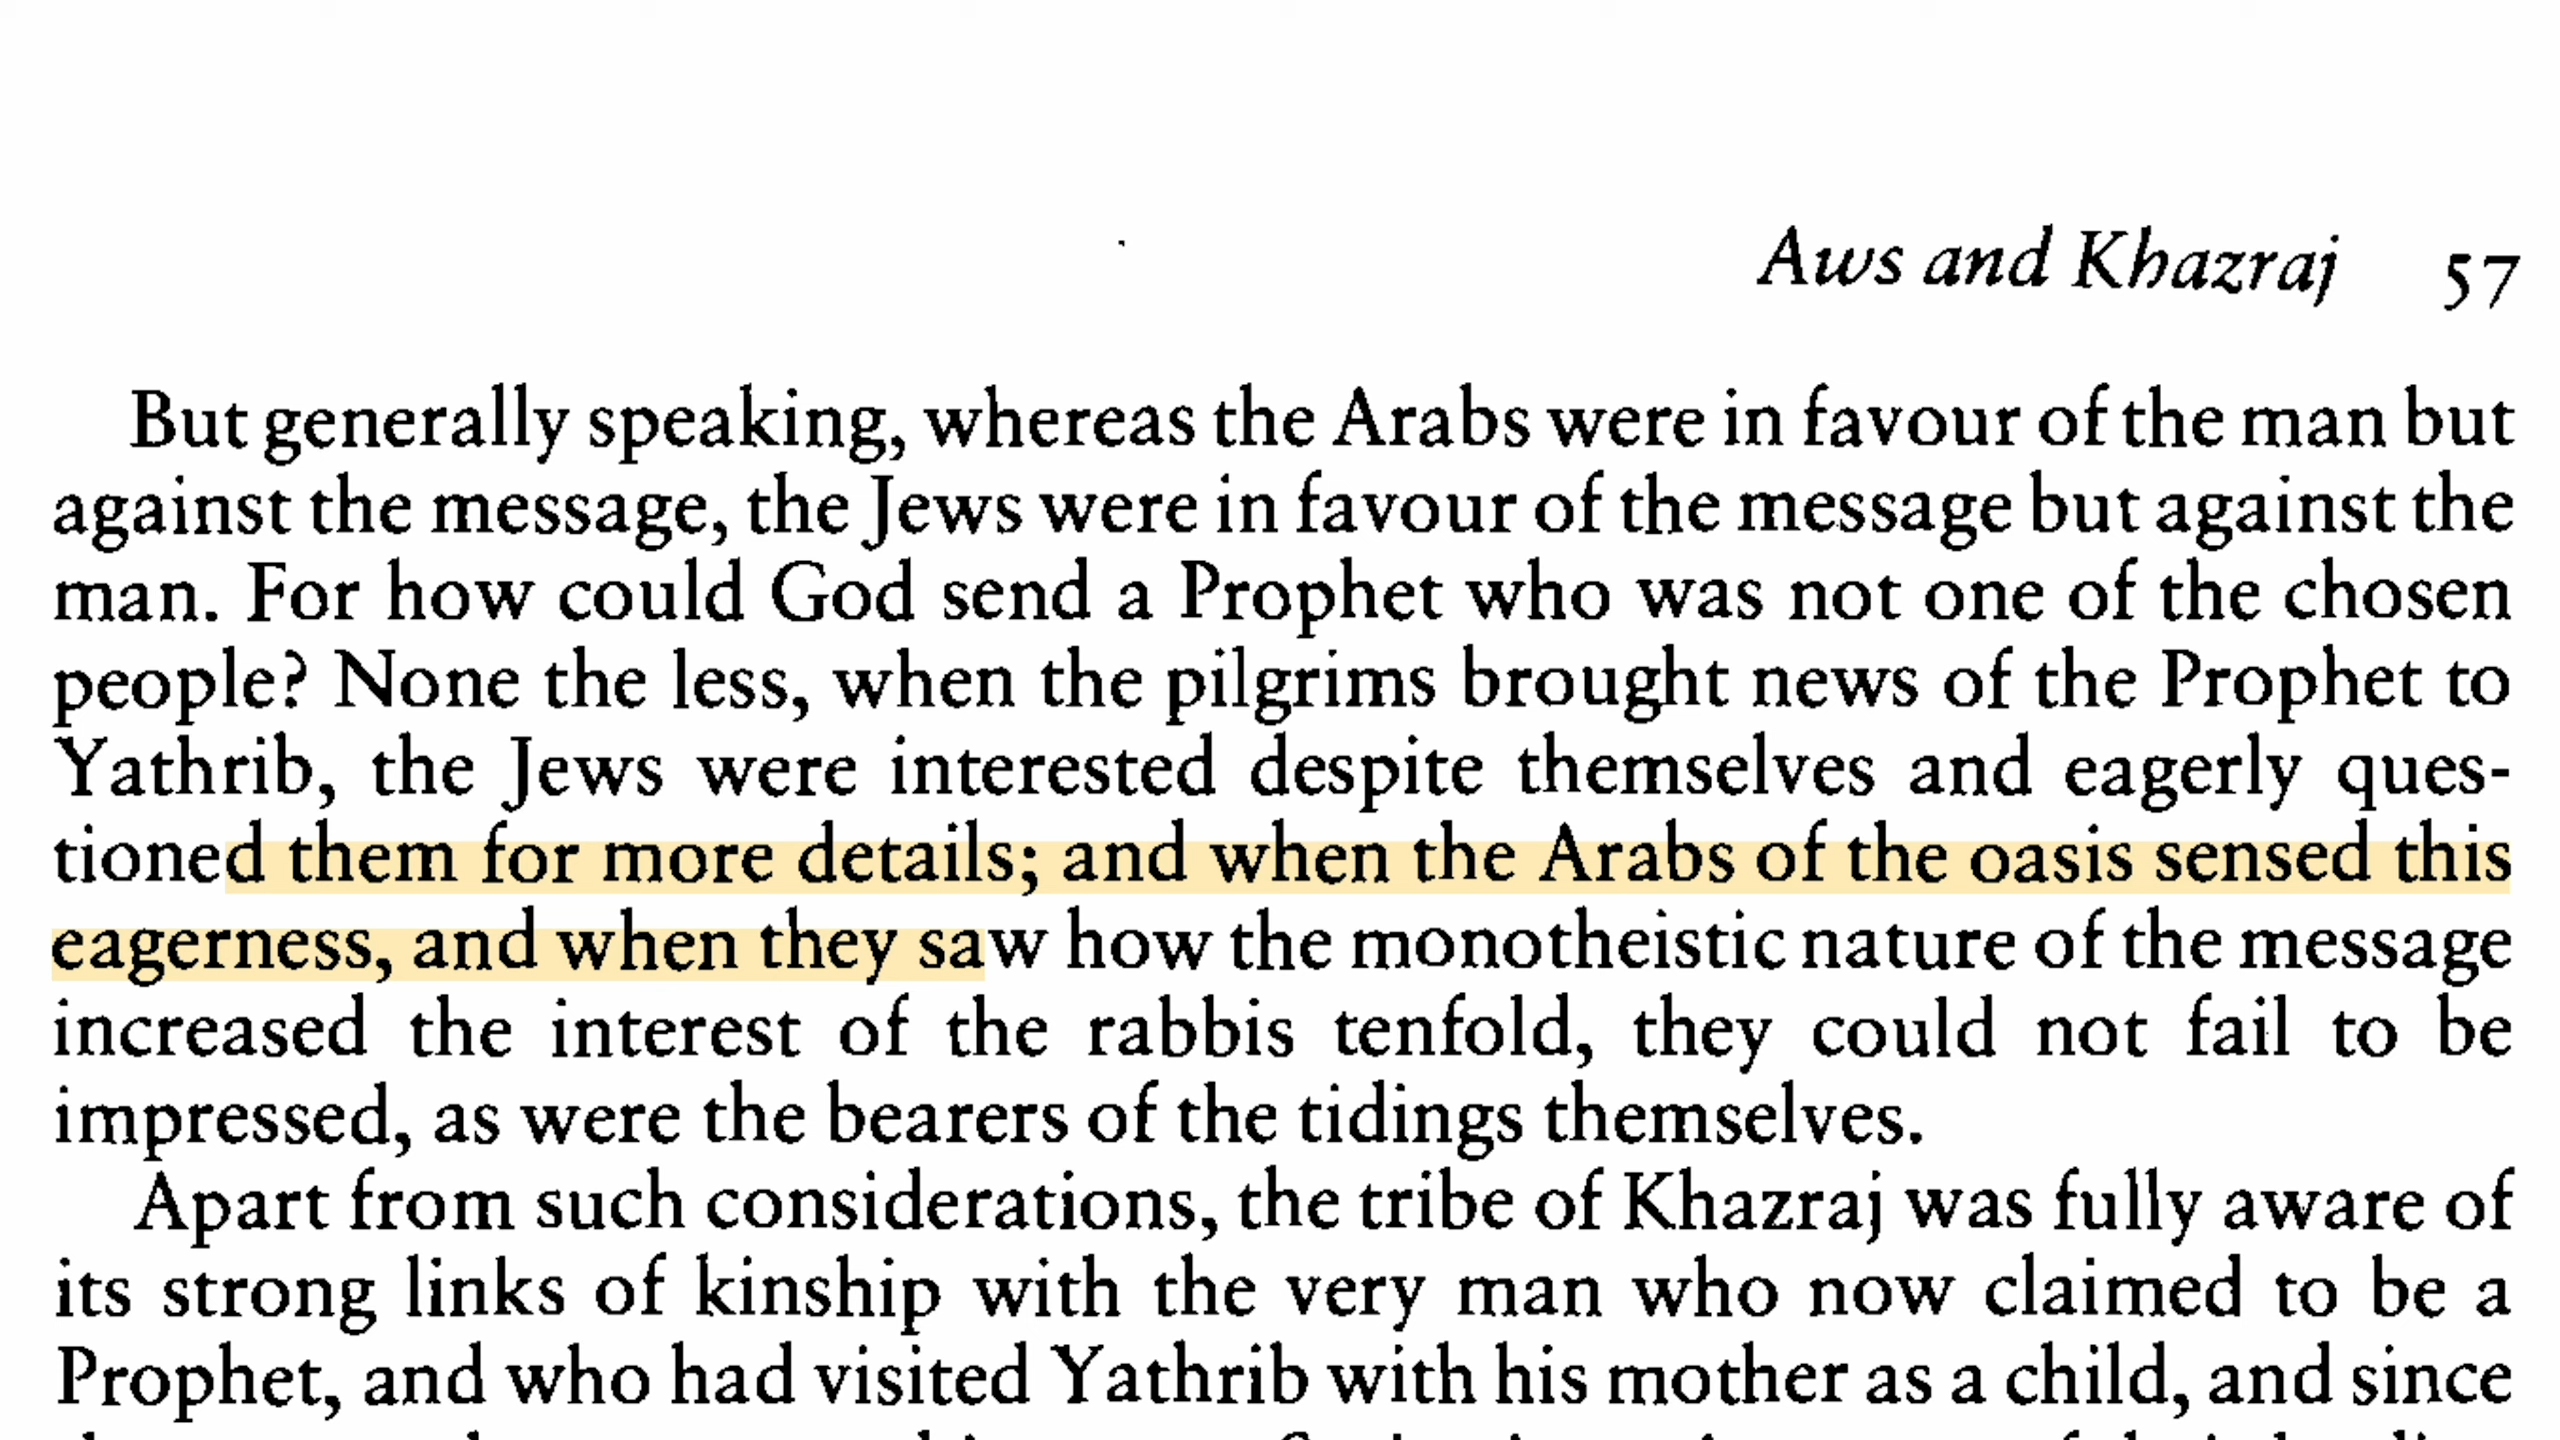 Aws and Khazraj 57
But generally speaking, whereas the Arabs were in favour of the man but
against the message, the Jews were in favour of the message but against the
man. For how could God send a Prophet who was not one of the chosen
people? None the less, when the pilgrims brought news of the Prophet to
Yathrib, the Jews were interested despite themselves and eagerly ques-
tioned them for more details; and when the Arabs of the oasis sensed this
eagerness, and when they saw how the monotheistic nature of the message
increased the interest of the rabbis tenfold, they could not fail to be
impressed, as were the bearers of the tidings themselves.
Apart from such considerations, the tribe of Khazraj was fully aware of
its strong links of kinship with the very man who now claimed to be a
Prophet, and who had visited Yathrib with his mother as a child, and since